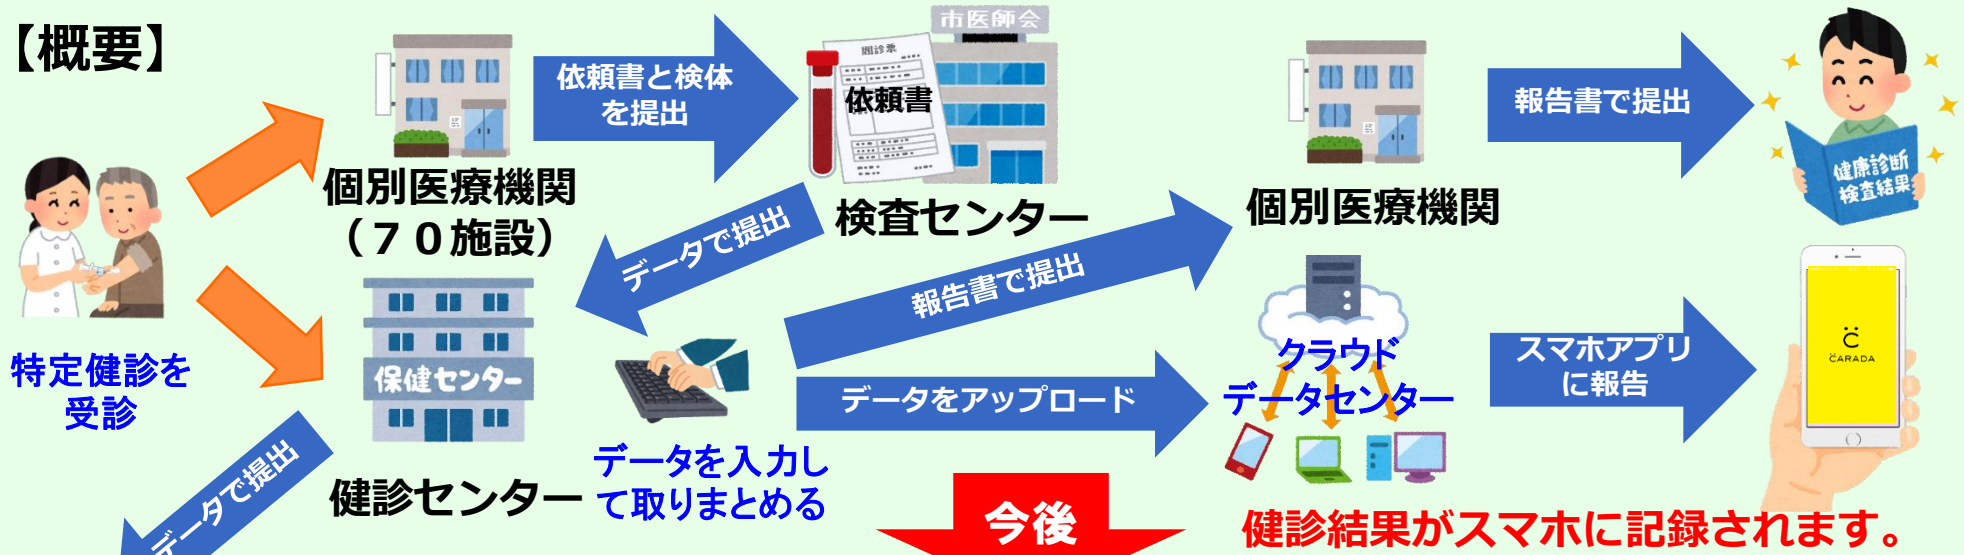 【概要】
特定健診を
受診
個別医療機関
（７０施設）
依頼書と検体
を提出
市医師会
問診票
依頼書
検査センター
データで提出
保健センター
健診センター
データで提出
データを入力し
て取りまとめる
報告書で提出
データをアップロード
個別医療機関
報告書で提出
健康診断
検査結果
クラウド
データセンター
スマホアプリ
に報告
CARADA
今後
健診結果がスマホに記録されます。